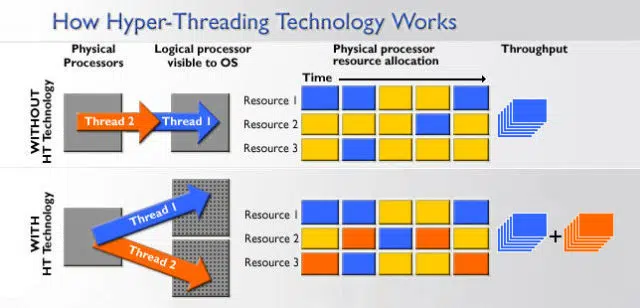 How Hyper-Threading Technology Works
Physical
Processors
Logical processor
visible to OS
Physical processor
resource allocation
Throughput
Time
WITHOUT
HT Technology
Thread 2
Thread 1
Resource 1
Resource 2
Resource 3
WITH
HT Technology
Thread 1
Thread 2
Resource 1
Resource 2
Resource 3
+